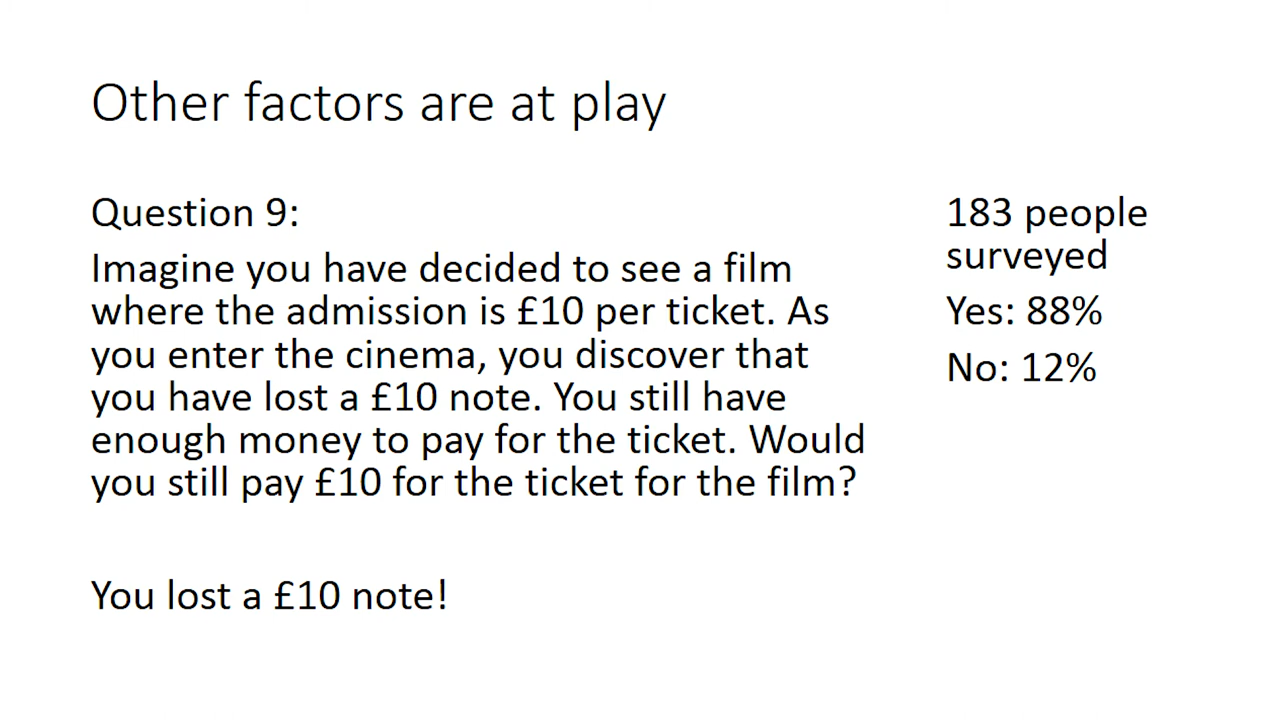 Other factors are at play
Question 9:
Imagine you have decided to see a film
where the admission is £10 per ticket. As
you enter the cinema, you discover that
you have lost a £10 note. You still have
enough money to pay for the ticket. Would
you still pay £10 for the ticket for the film?
You lost a £10 note!
183 people
surveyed
Yes: 88%
No: 12%